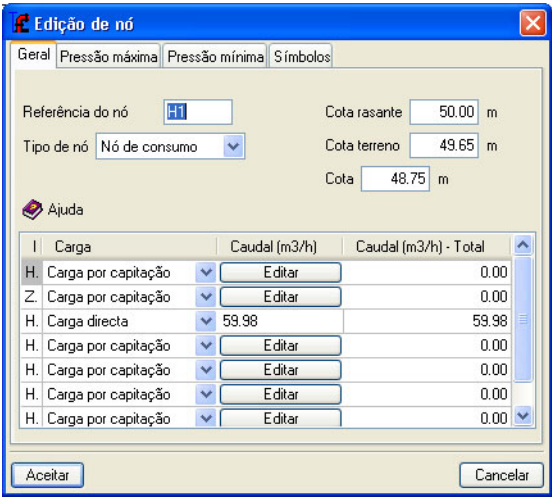 Edição de nó
Geral Pressão máxima Pressão mínima Símbolos
Referência do nó H1 Cota rasante 50.00 m
Tipo de nó Nó de consumo Cota terreno 49.65 m
Cota 48.75 m
Ajuda
I Carga Caudal (m3/h) Caudal (m3/h) - Total
H. Carga por capitação Editar 0.00
Z. Carga por capitação Editar 0.00
H. Carga directa 59.98 59.98
H. Carga por capitação Editar 0.00
H. Carga por capitação Editar 0.00
H. Carga por capitação Editar 0.00
H. Carga por capitação Editar 0.00
Aceitar Cancelar